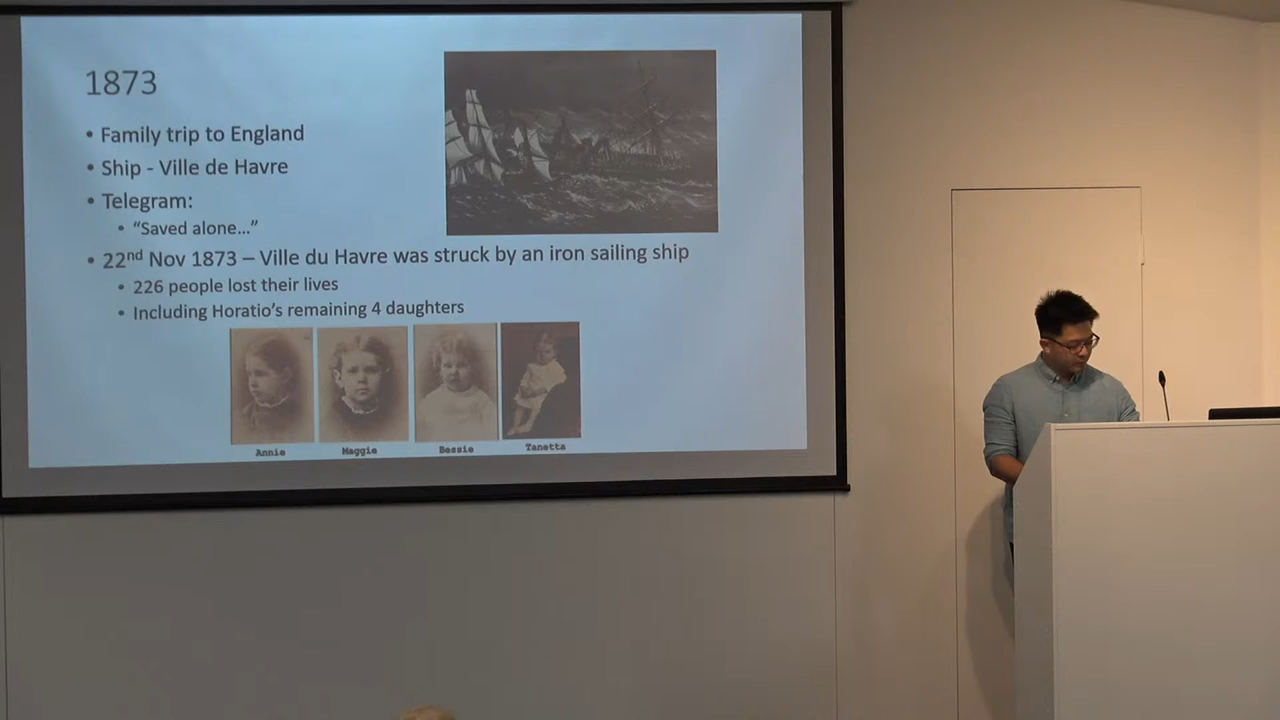 1873
• Family trip to England
• Ship - Ville de Havre
• Telegram:
• “Saved alone…”
• 22nd Nov 1873 – Ville du Havre was struck by an iron sailing ship
• 226 people lost their lives
• Including Horatio’s remaining 4 daughters
Annie Maggie Bessie Tanetta